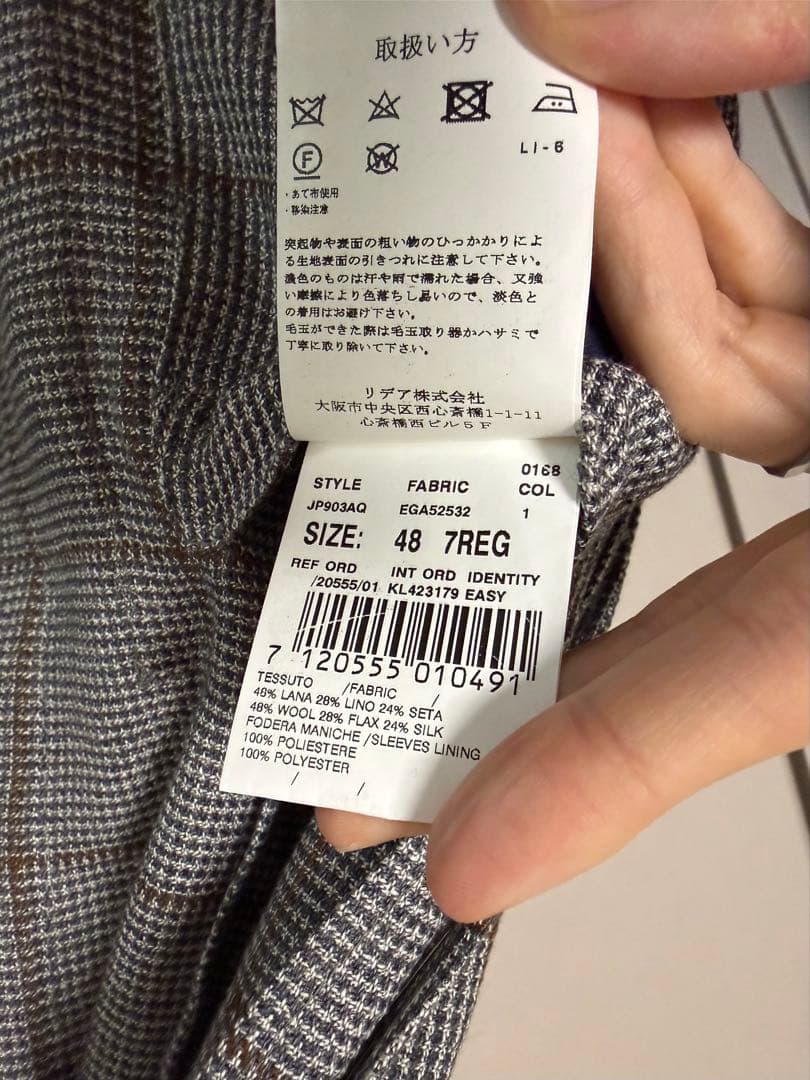 取扱い方
LI-6
F W
・あて布使用
・移染注意
突起物や表面の粗い物のひっかかりによ
る生地表面の引きつれに注意して下さい。
濃色のものは汗や雨で濡れた場合、又強
い摩擦により色落ちし易いので、淡色と
の着用はお避け下さい。
毛玉ができた際は毛玉取り器かハサミで
丁寧に取り除いて下さい。
リデア株式会社
大阪市中央区西心斎橋1-1-11
心斎橋西ビル5F
0168
STYLE FABRIC COL
JP903AQ EGA52532 1
SIZE: 48 7REG
REF ORD INT ORD IDENTITY
/20555/01 KL423179 EASY
7 120555 010491
TESSUTO /FABRIC /
48% LANA 28% LINO 24% SETA
48% WOOL 28% FLAX 24% SILK
FODERA MANICHE /SLEEVES LINING
100% POLIESTERE
100% POLYESTER
/ /